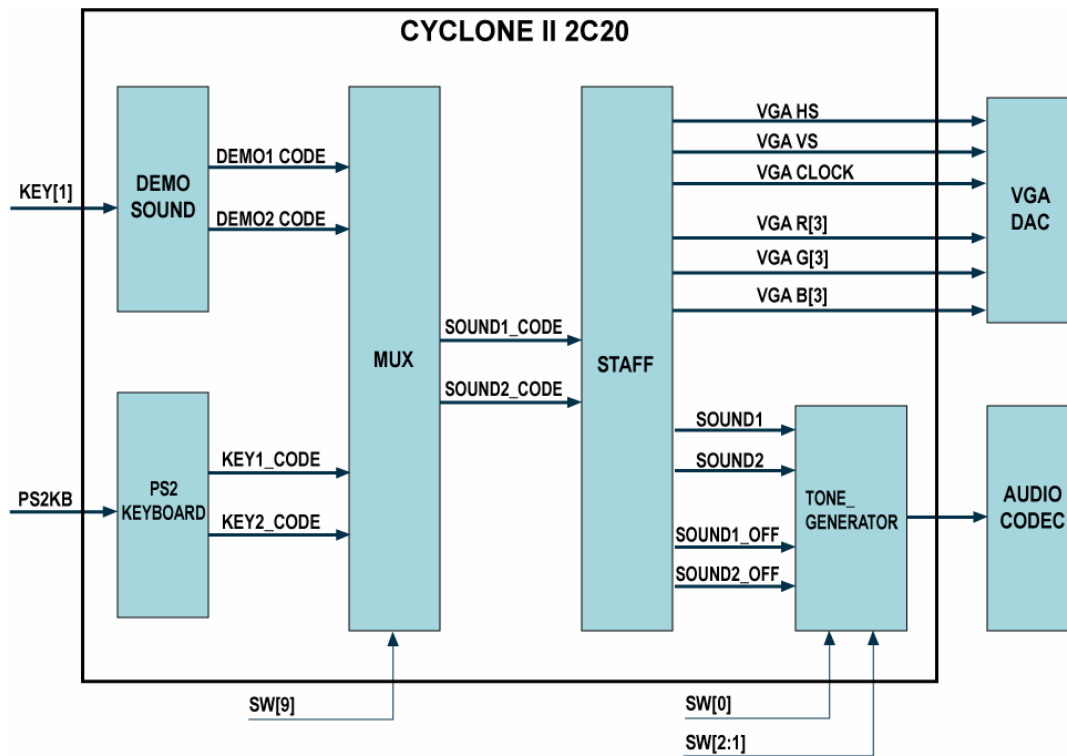 CYCLONE II 2C20
KEY[1]
DEMO
SOUND
DEMO1 CODE
DEMO2 CODE
PS2KB
PS2
KEYBOARD
KEY1_CODE
KEY2_CODE
MUX
SOUND1_CODE
SOUND2_CODE
STAFF
VGA HS
VGA VS
VGA CLOCK
VGA R[3]
VGA G[3]
VGA B[3]
VGA
DAC
SOUND1
SOUND2
SOUND1_OFF
SOUND2_OFF
TONE_
GENERATOR
AUDIO
CODEC
SW[9]
SW[0]
SW[2:1]